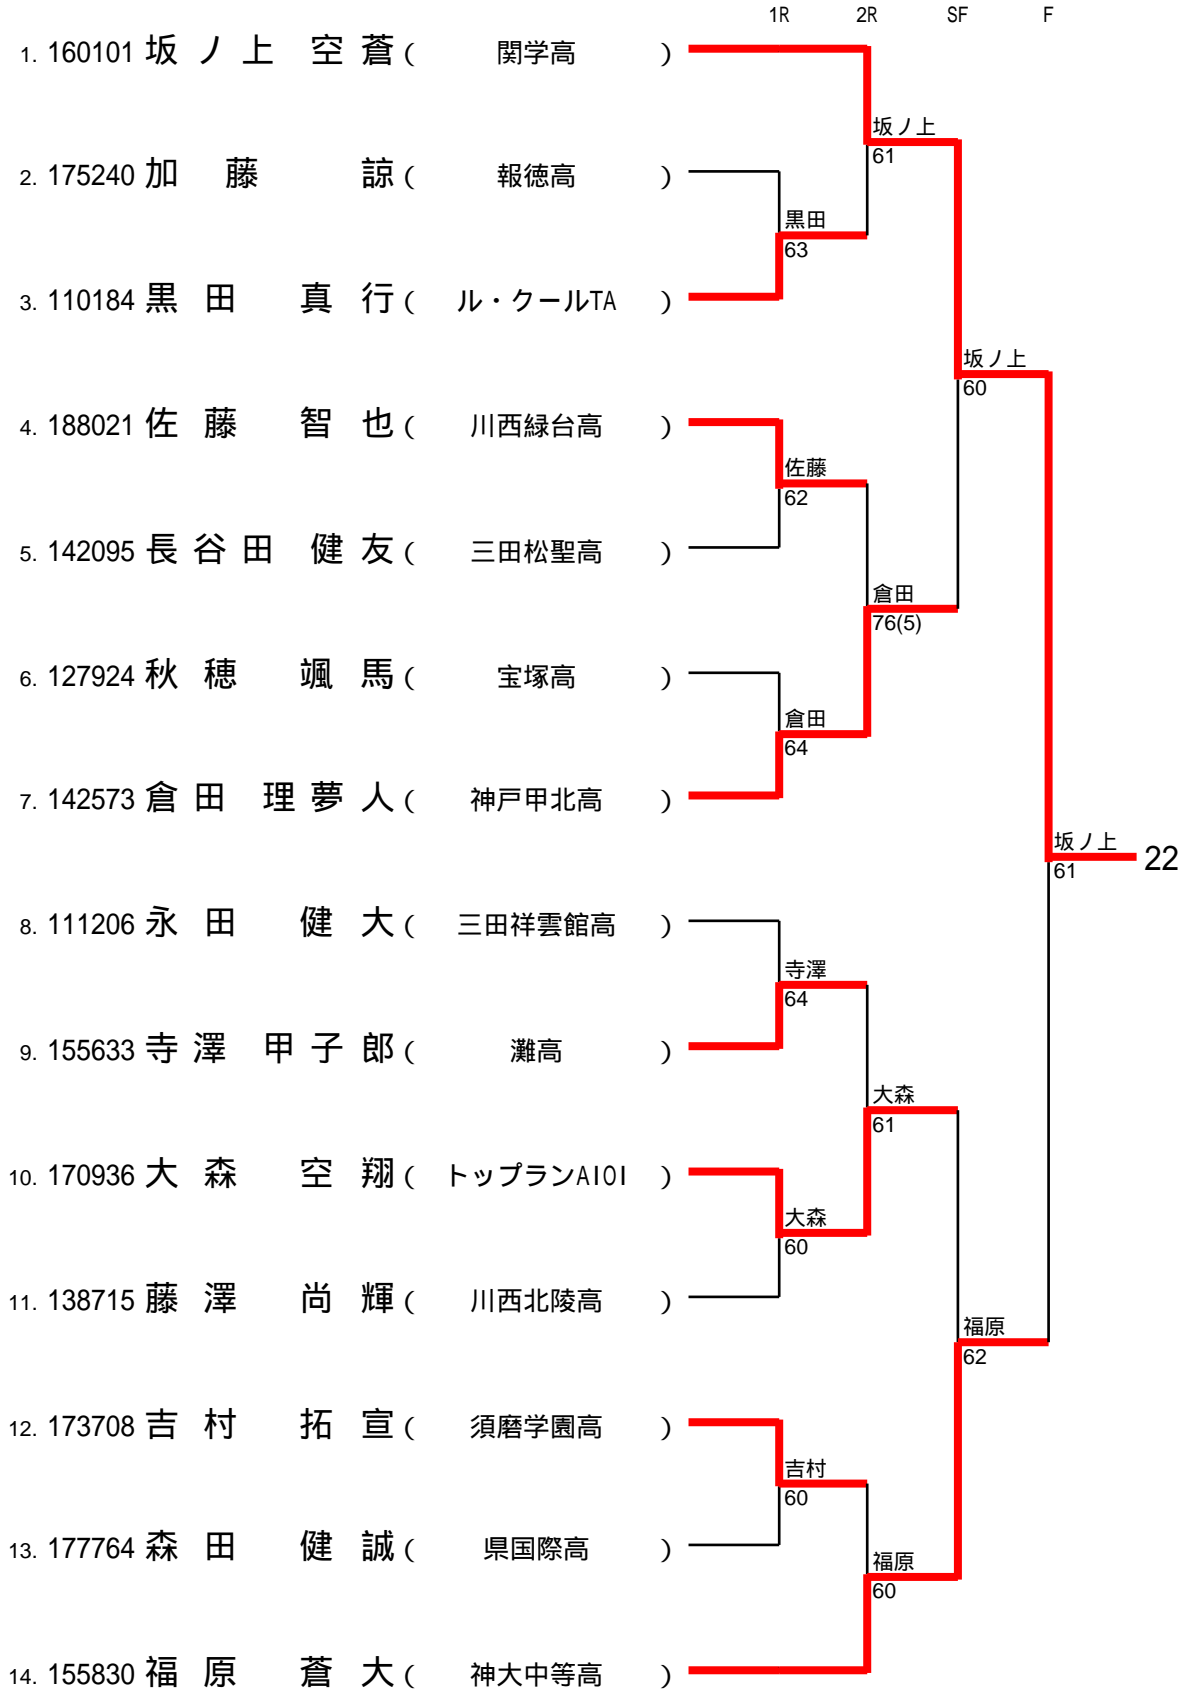 1R 2R SF F
1. 160101 坂ノ上 空蒼 ( 関学高 )
坂ノ上
61
2. 175240 加藤 諒 ( 報徳高 )
黒田
63
3. 110184 黒田 真行 ( ル・クールTA )
坂ノ上
60
4. 188021 佐藤 智也 ( 川西緑台高 )
佐藤
62
5. 142095 長谷田 健友 ( 三田松聖高 )
倉田
76(5)
6. 127924 秋穂 颯馬 ( 宝塚高 )
倉田
64
7. 142573 倉田 理夢人 ( 神戸甲北高 )
坂ノ上 22
61
8. 111206 永田 健大 ( 三田祥雲館高 )
寺澤
64
9. 155633 寺澤 甲子郎 ( 灘高 )
大森
61
10. 170936 大森 空翔 ( トップランAIOI )
大森
60
11. 138715 藤澤 尚輝 ( 川西北陵高 )
福原
62
12. 173708 吉村 拓宣 ( 須磨学園高 )
吉村
60
13. 177764 森田 健誠 ( 県国際高 )
福原
60
14. 155830 福原 蒼大 ( 神大中等高 )